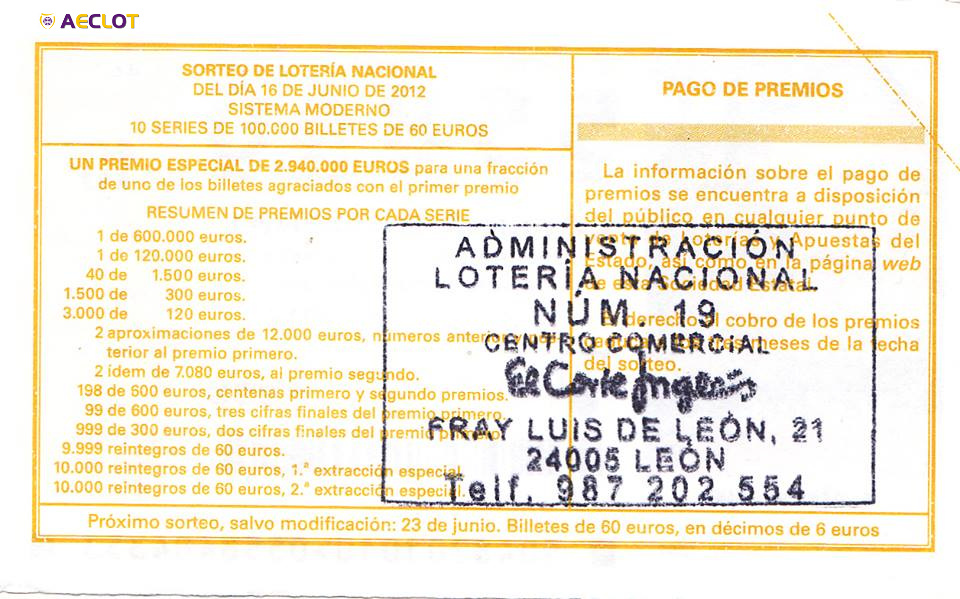 AECLOT
SORTEO DE LOTERÍA NACIONAL
DEL DÍA 16 DE JUNIO DE 2012
SISTEMA MODERNO
10 SERIES DE 100.000 BILLETES DE 60 EUROS
UN PREMIO ESPECIAL DE 2.940.000 EUROS para una fracción
de uno de los billetes agraciados con el primer premio
RESUMEN DE PREMIOS POR CADA SERIE
1 de 600.000 euros.
1 de 120.000 euros.
40 de 1.500 euros.
1.500 de 300 euros.
3.000 de 120 euros.
2 aproximaciones de 12.000 euros, números anterior y pos-
terior al premio primero.
2 ídem de 7.080 euros, al premio segundo.
198 de 600 euros, centenas primero y segundo premios.
99 de 600 euros, tres cifras finales del premio primero.
999 de 300 euros, dos cifras finales del premio primero.
9.999 reintegros de 60 euros.
10.000 reintegros de 60 euros, 1.ª extracción especial.
10.000 reintegros de 60 euros, 2.ª extracción especial.
PAGO DE PREMIOS
La información sobre el pago de
premios se encuentra a disposición
del público en cualquier punto de
venta de Loterías y Apuestas del
Estado, así como en la página web
de esta Sociedad Estatal.
El derecho al cobro de los premios
caduca a los tres meses de la fecha
del sorteo.
ADMINISTRACIÓN
LOTERÍA NACIONAL
NÚM. 19
CENTRO COMERCIAL
El Corte Inglés
FRAY LUIS DE LEÓN, 21
24005 LEÓN
Telf. 987 202 554
Próximo sorteo, salvo modificación: 23 de junio. Billetes de 60 euros, en décimos de 6 euros